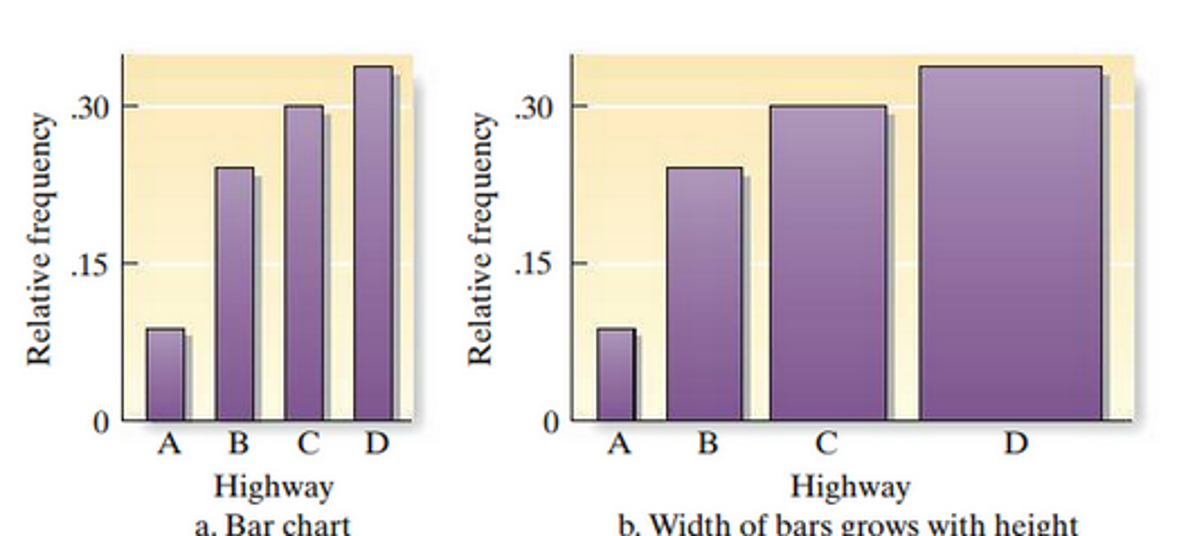 Relative frequency
.30
.15
0
A B C D
Highway
a. Bar chart
Relative frequency
.30
.15
0
A B C D
Highway
b. Width of bars grows with height